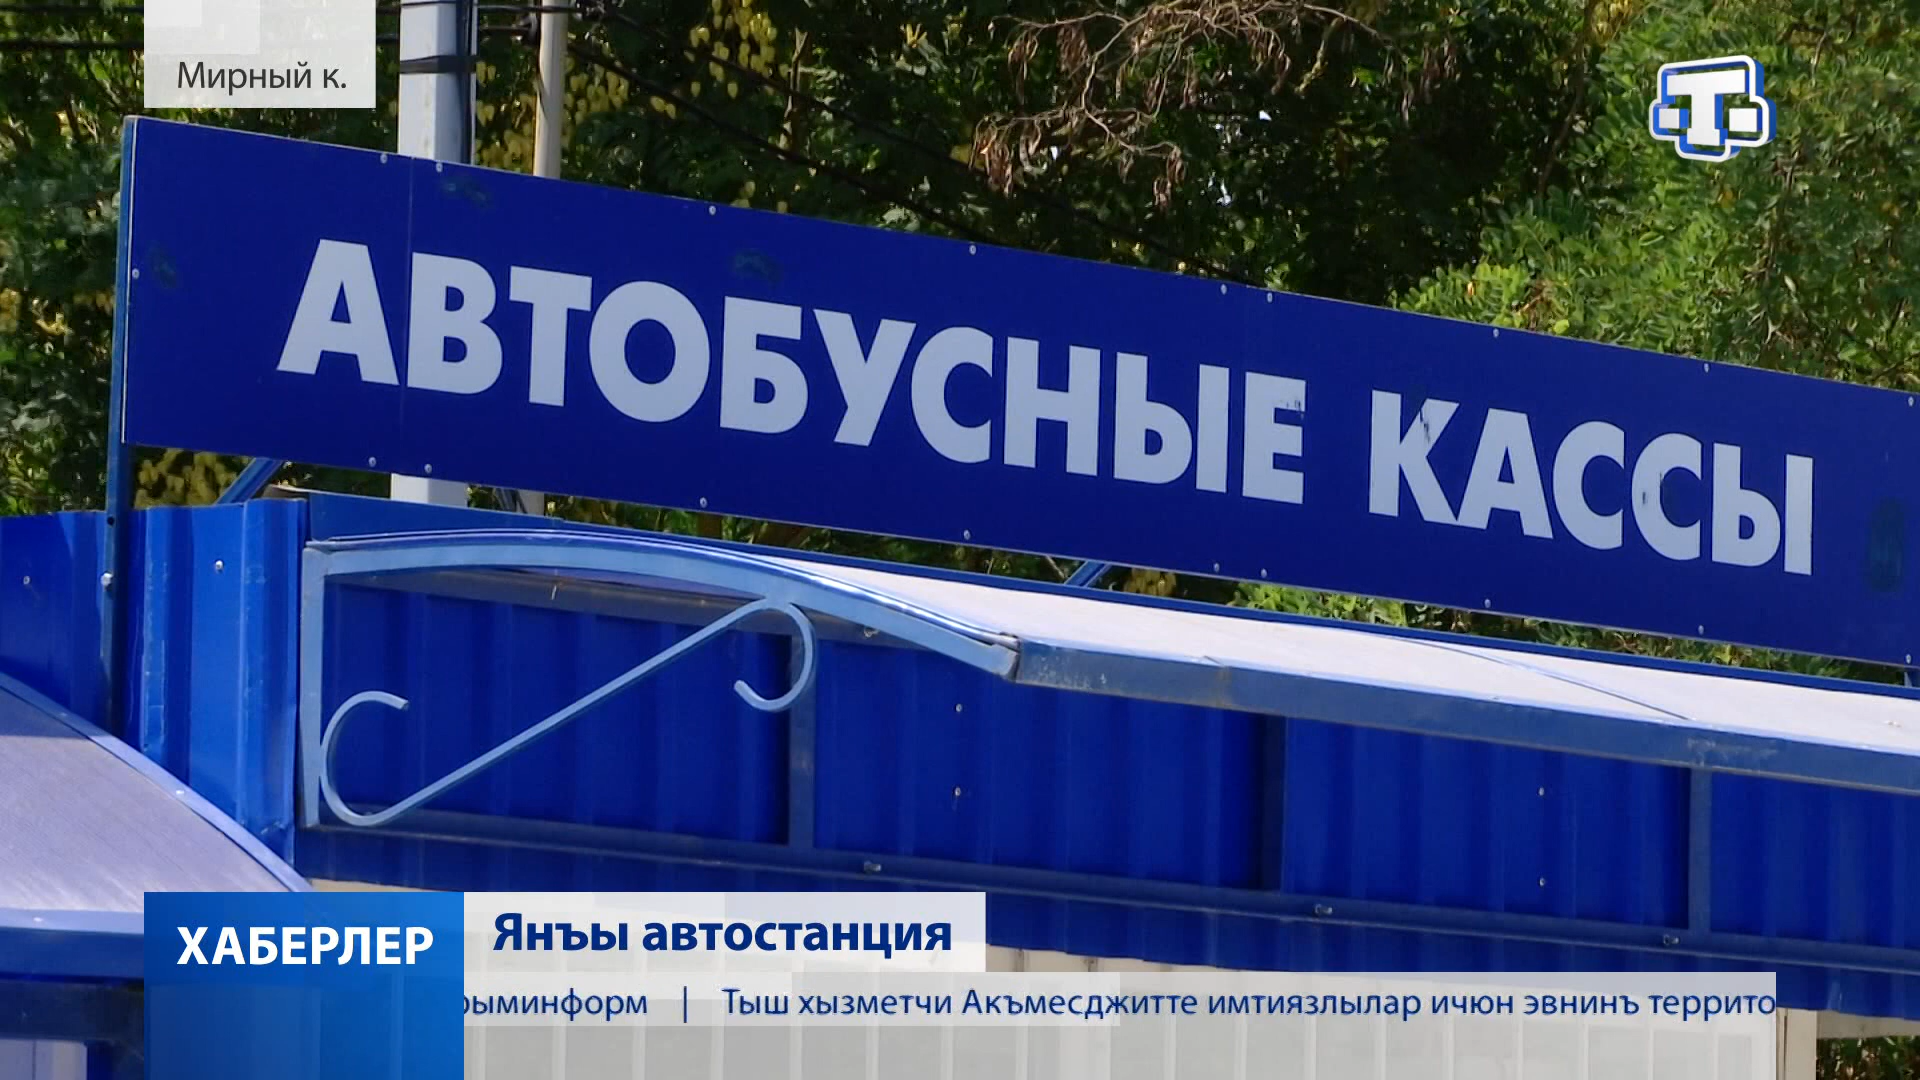 Мирный к.
Т
АВТОБУСНЫЕ КАССЫ
ХАБЕРЛЕР
Янъы автостанция
рыминформ | Тыш хызметчи Акъмесджитте имтиязлылар ичюн эвнинъ террито